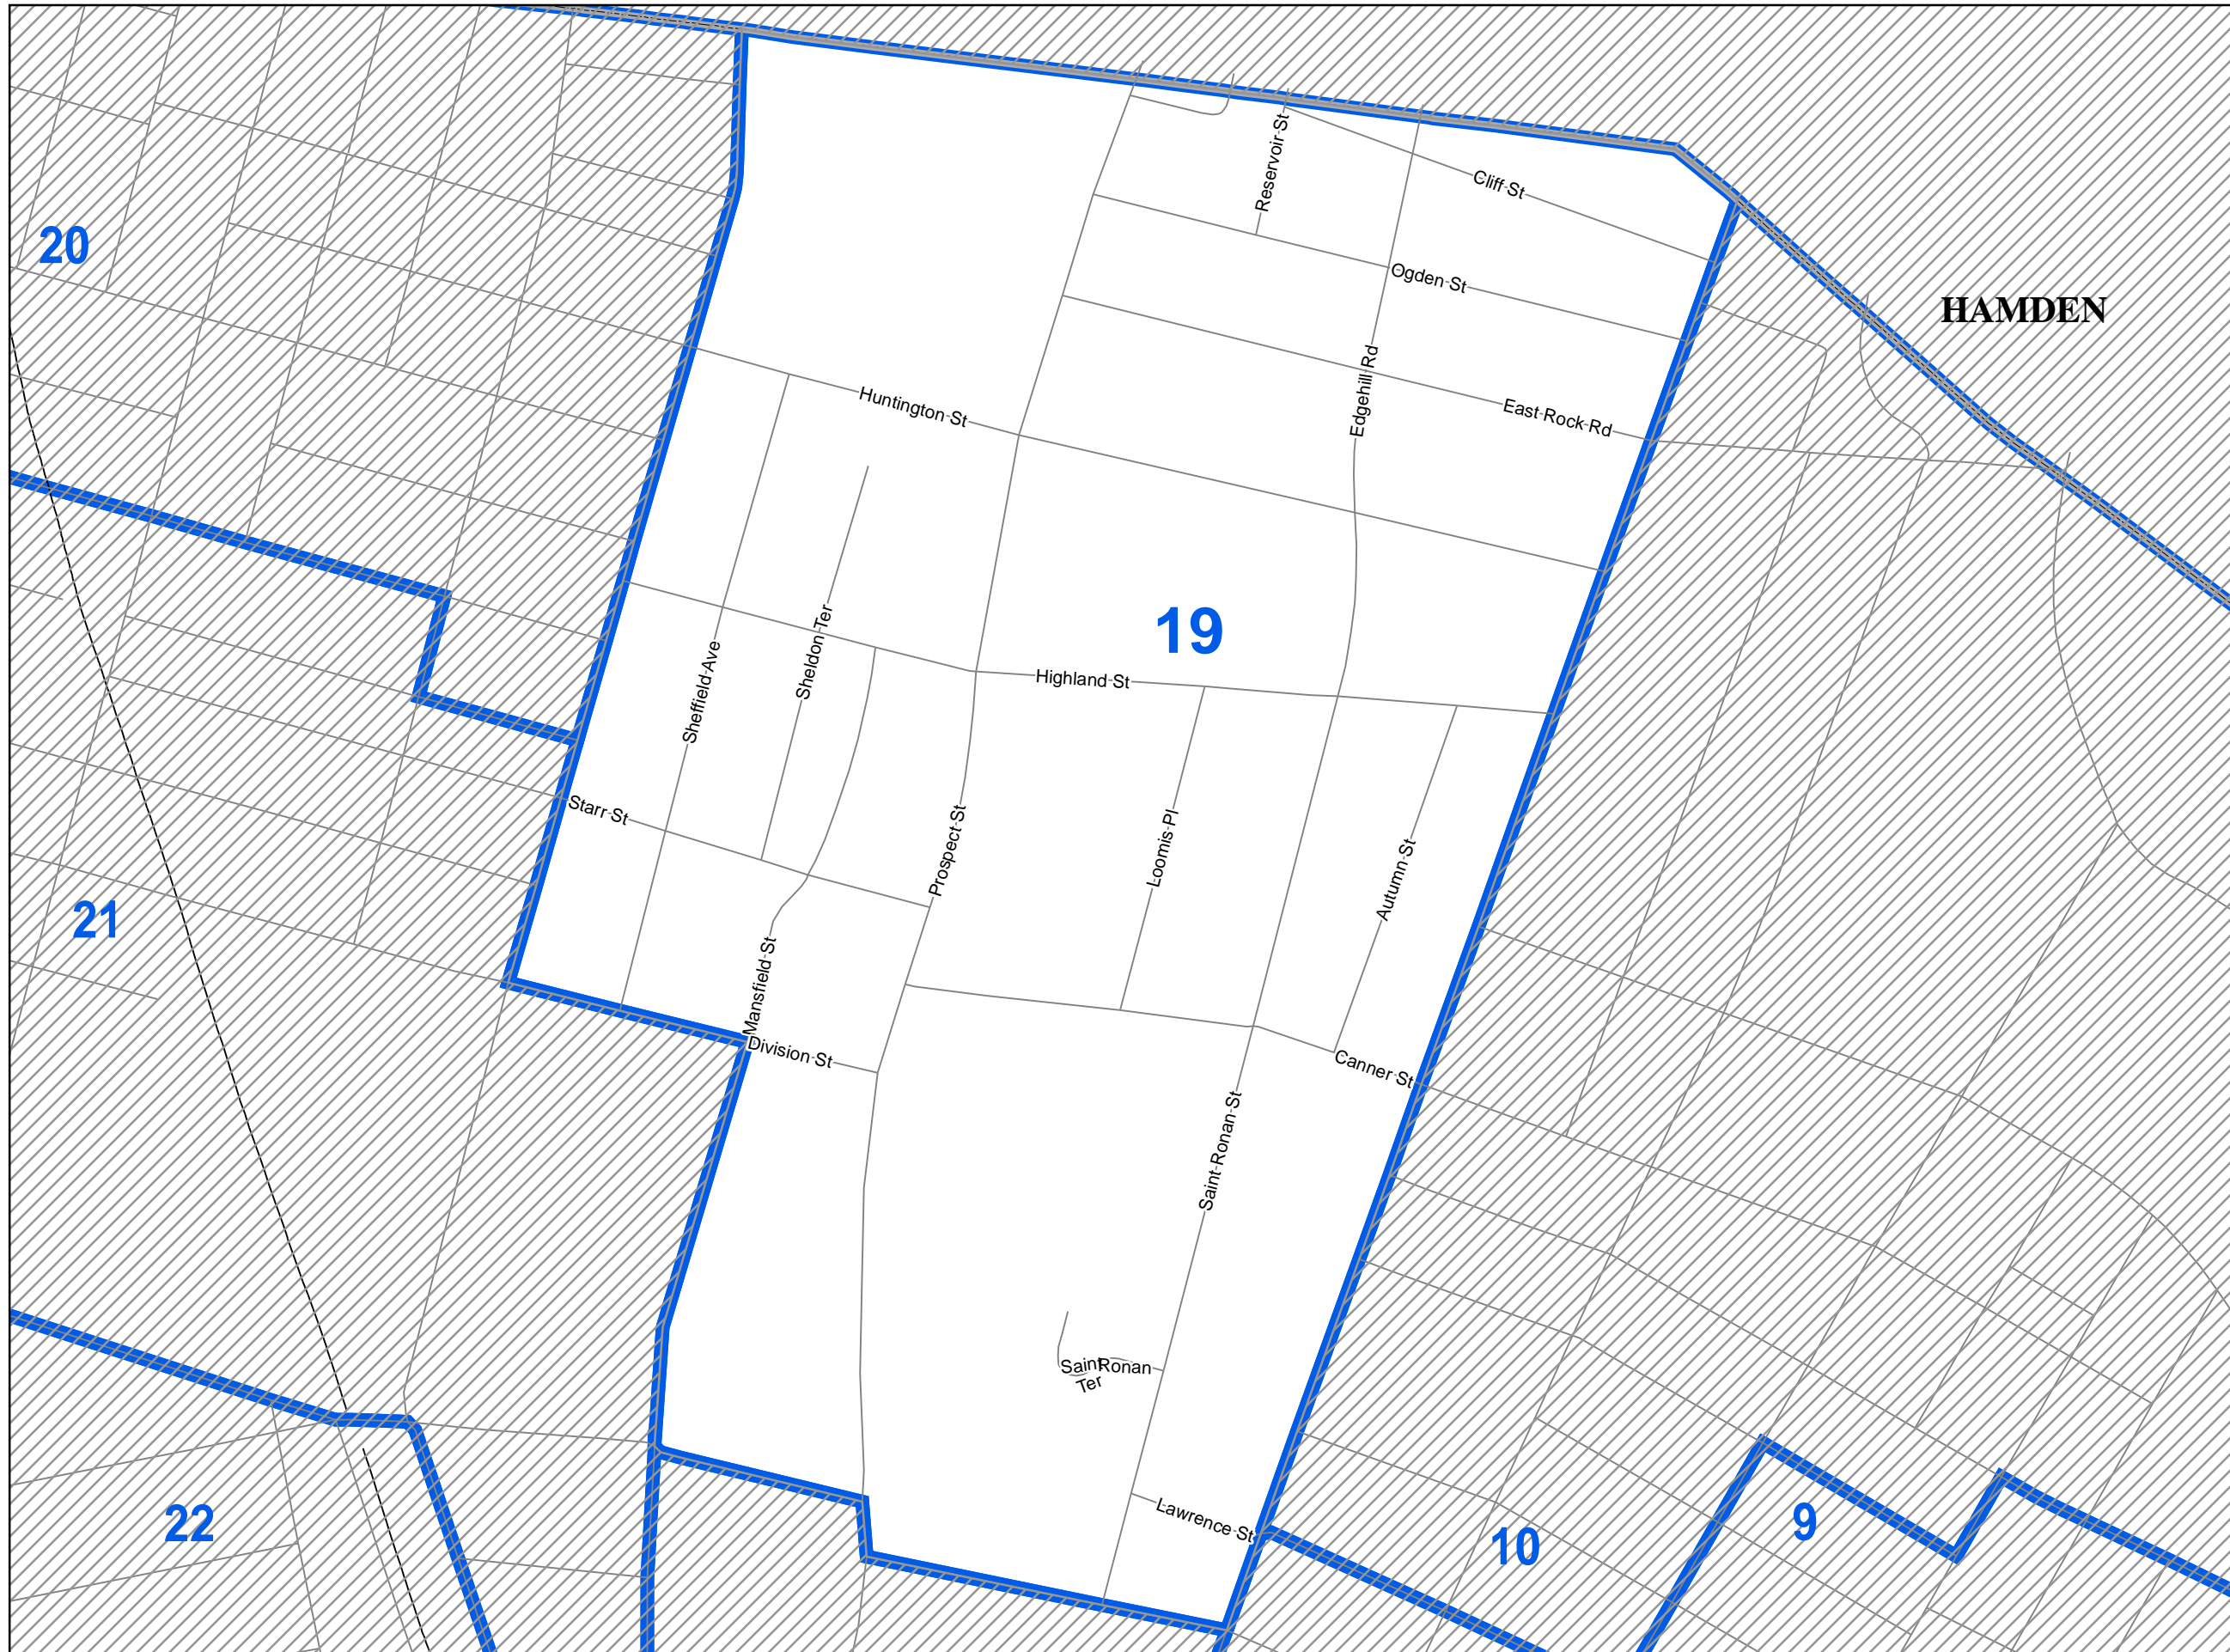 Reservoir St
Cliff St
20
Ogden St
HAMDEN
Edgehill Rd
Huntington St
East Rock Rd
19
Sheldon Ter
Sheffield Ave
Highland St
Starr St
Prospect St
Loomis Pl
Autumn St
21
Mansfield St
Division St
Canner St
Saint Ronan St
Saint Ronan
Ter
22
Lawrence St
10
9